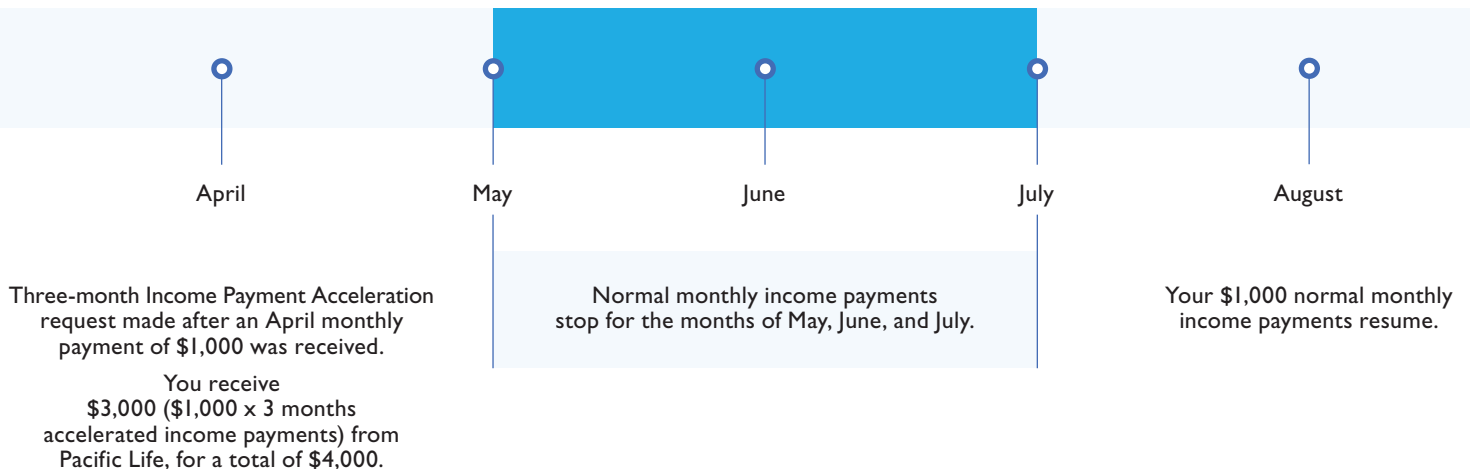 April
May
June
July
August
Three-month Income Payment Acceleration
request made after an April monthly
payment of $1,000 was received.
You receive
$3,000 ($1,000 x 3 months
accelerated income payments) from
Pacific Life, for a total of $4,000.
Normal monthly income payments
stop for the months of May, June, and July.
Your $1,000 normal monthly
income payments resume.